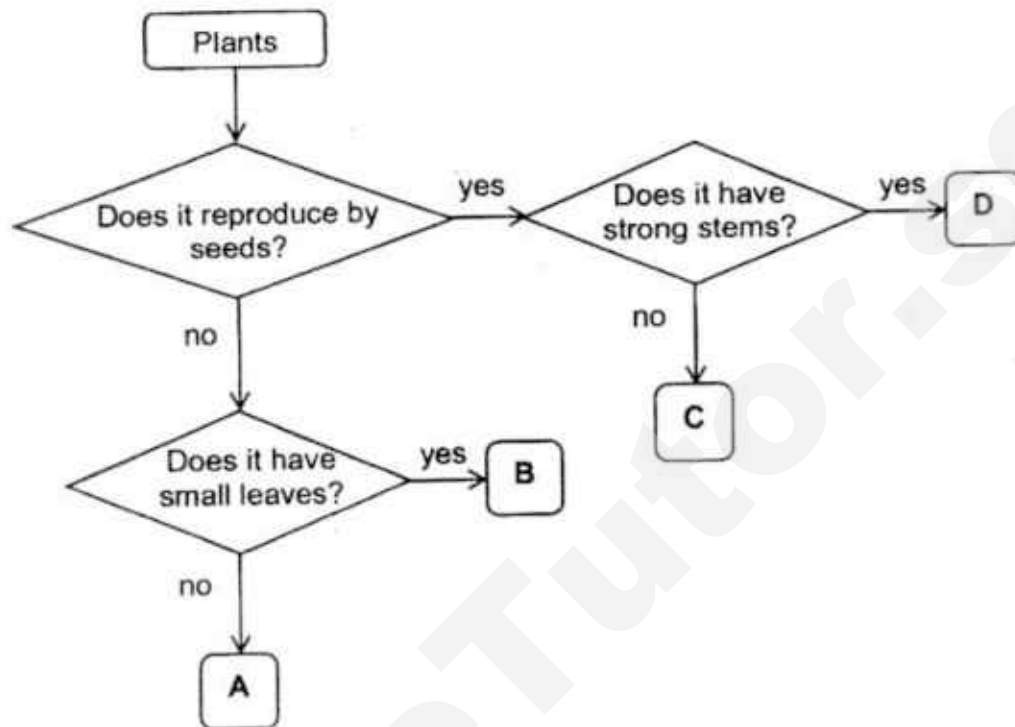 Plants
Does it reproduce by
seeds?
yes
Does it have
strong stems?
yes
D
no
no
C
Does it have
small leaves?
yes
B
no
A
Tutor.s